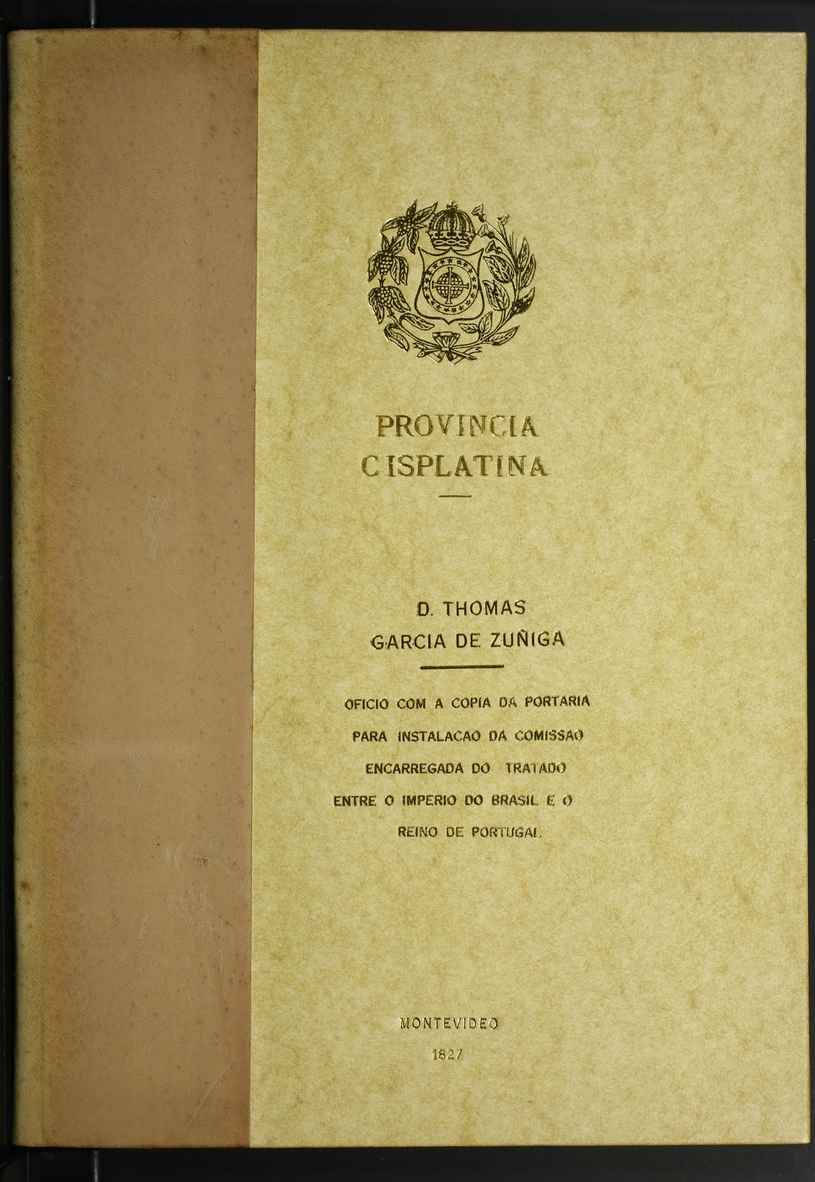 PROVINCIA
CISPLATINA
D. THOMAS
GARCIA DE ZUÑIGA
OFICIO COM A COPIA DA PORTARIA
PARA INSTALACAO DA COMISSAO
ENCARREGADA DO TRATADO
ENTRE O IMPERIO DO BRASIL E O
REINO DE PORTUGAL
MONTEVIDEO
1827